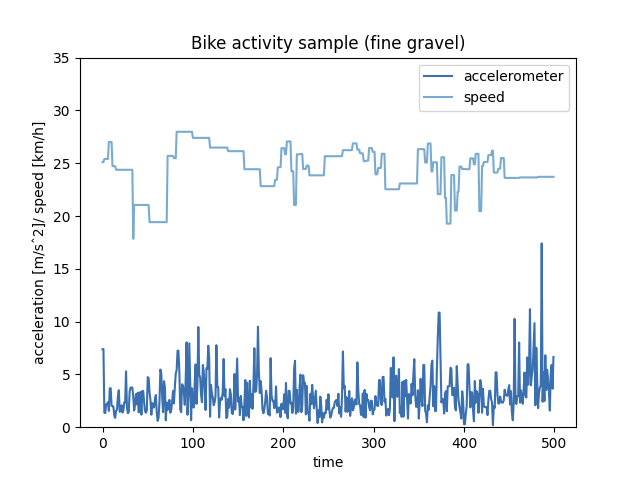 Bike activity sample (fine gravel)
accelerometer
speed
acceleration [m/s^2]/ speed [km/h]
35
30
25
20
15
10
5
0
0 100 200 300 400 500
time